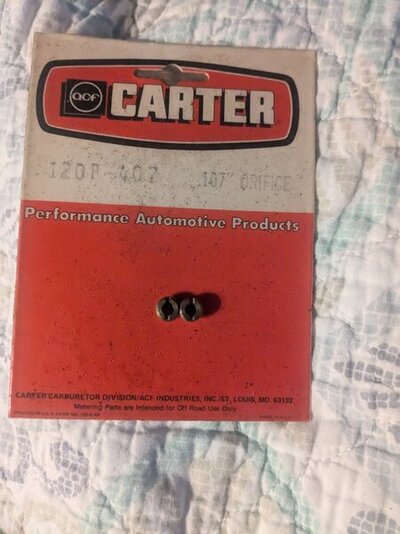 acf CARTER
120P-407 .107" ORIFICE
Performance Automotive Products
CARTER CARBURETOR DIVISION/ACF INDUSTRIES, INC./ST. LOUIS, MO. 63132
Metering Parts are Intended for Off Road Use Only